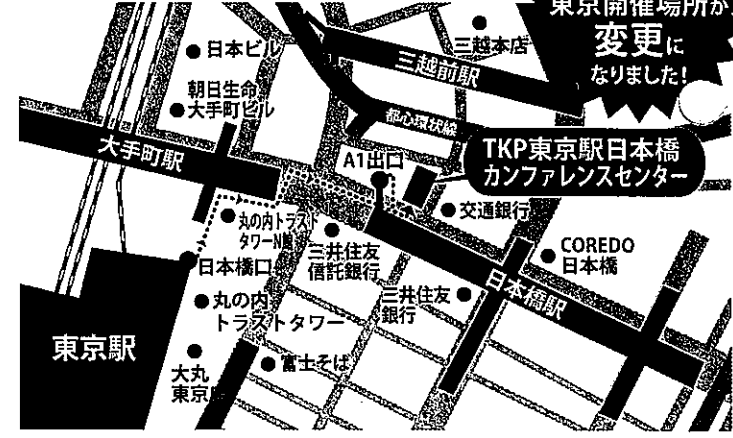 東京開催場所が
変更に
なりました!
日本ビル
三越本店
三越前駅
朝日生命
大手町ビル
都心環状線
大手町駅
A1出口
TKP東京駅日本橋
カンファレンスセンター
丸の内トラスト
タワーN館
交通銀行
三井住友
信託銀行
COREDO
日本橋
日本橋口
日本橋駅
三井住友
銀行
丸の内
トラストタワー
東京駅
富士そば
大丸
東京店